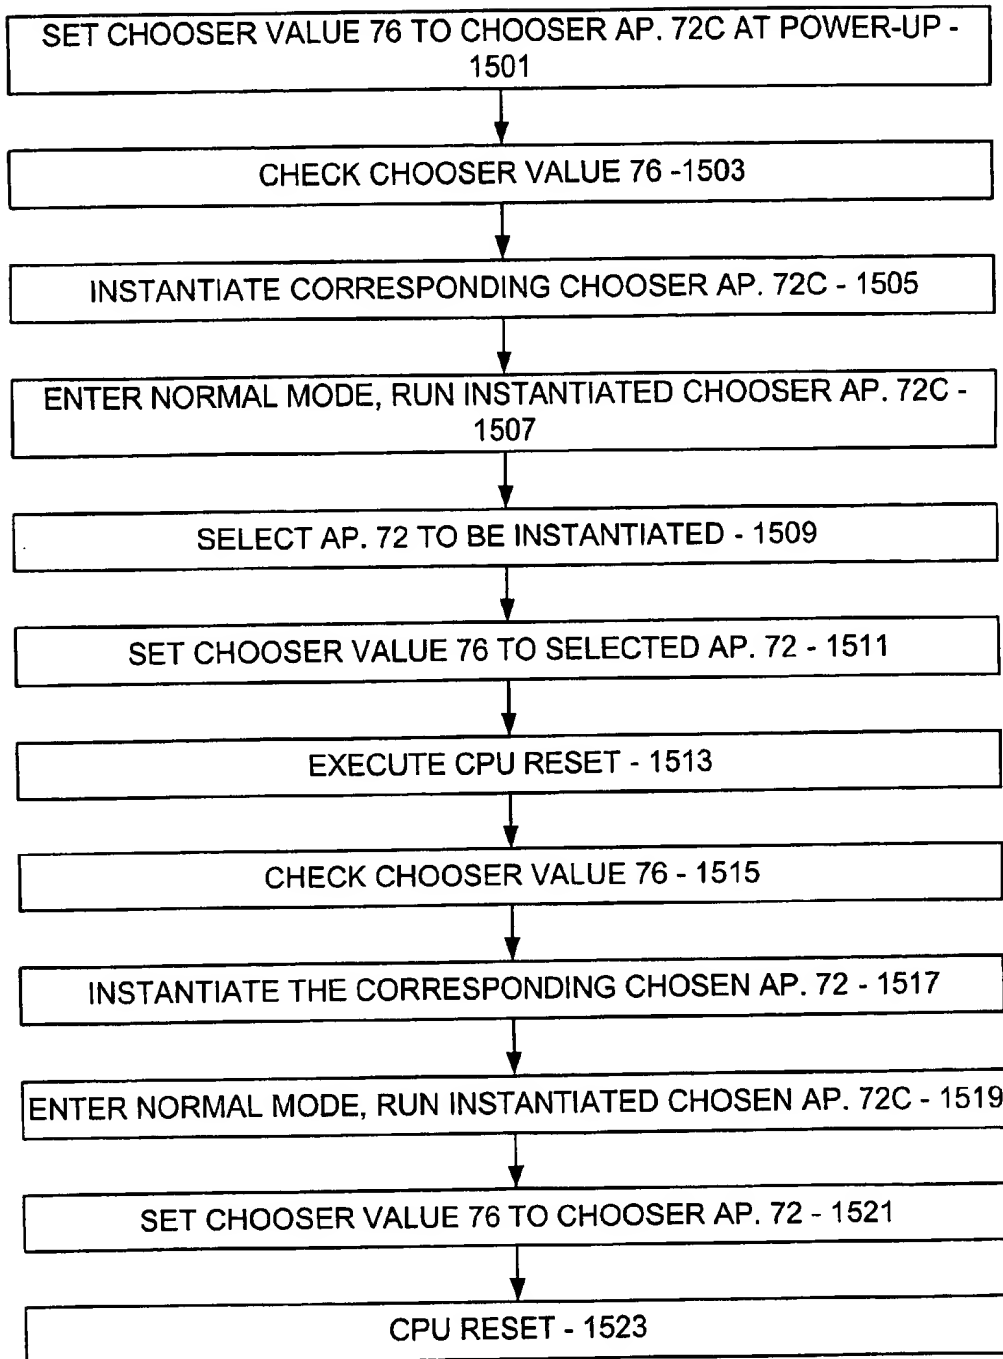 SET CHOOSER VALUE 76 TO CHOOSER AP. 72C AT POWER-UP -
1501
CHECK CHOOSER VALUE 76 -1503
INSTANTIATE CORRESPONDING CHOOSER AP. 72C - 1505
ENTER NORMAL MODE, RUN INSTANTIATED CHOOSER AP. 72C -
1507
SELECT AP. 72 TO BE INSTANTIATED - 1509
SET CHOOSER VALUE 76 TO SELECTED AP. 72 - 1511
EXECUTE CPU RESET - 1513
CHECK CHOOSER VALUE 76 - 1515
INSTANTIATE THE CORRESPONDING CHOSEN AP. 72 - 1517
ENTER NORMAL MODE, RUN INSTANTIATED CHOSEN AP. 72C - 1519
SET CHOOSER VALUE 76 TO CHOOSER AP. 72 - 1521
CPU RESET - 1523